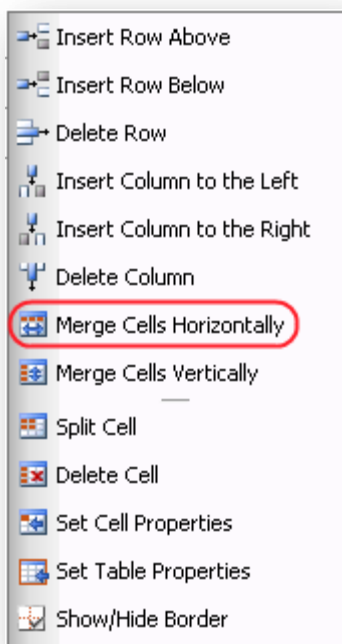 Insert Row Above
Insert Row Below
Delete Row
Insert Column to the Left
Insert Column to the Right
Delete Column
Merge Cells Horizontally
Merge Cells Vertically
Split Cell
Delete Cell
Set Cell Properties
Set Table Properties
Show/Hide Border